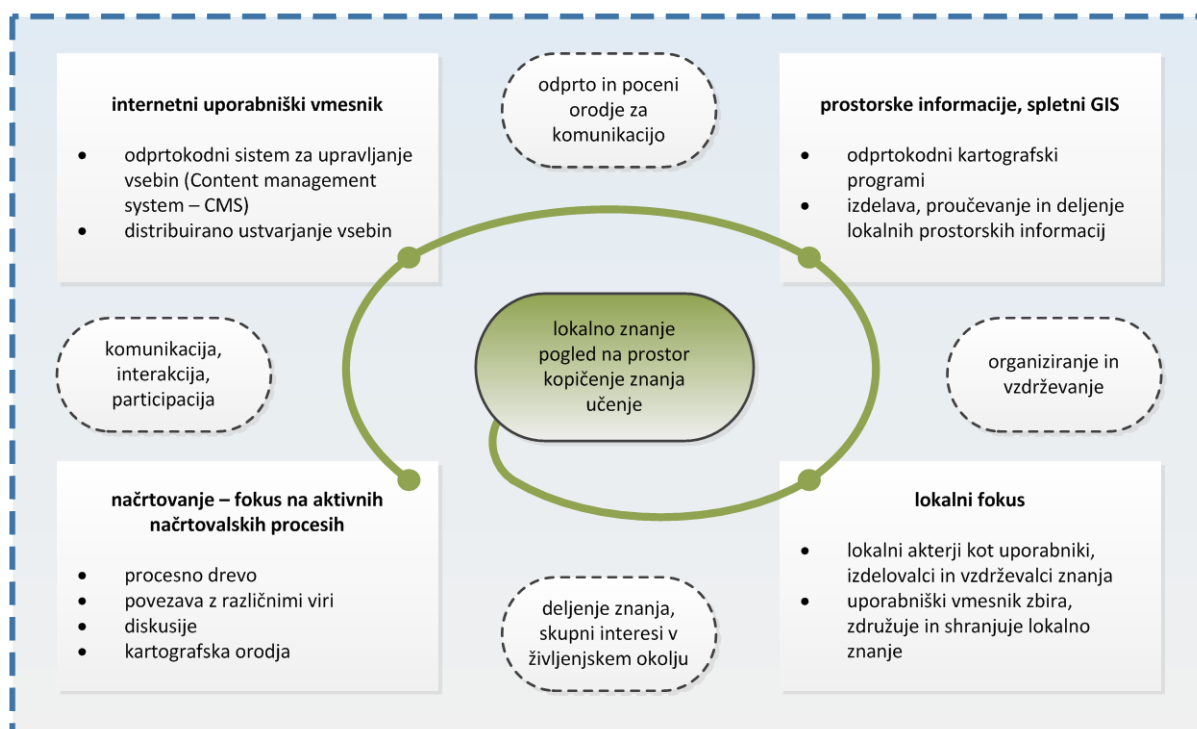 internetni uporabniški vmesnik
• odprtokodni sistem za upravljanje
vsebin (Content management
system – CMS)
• distribuirano ustvarjanje vsebin
odprto in poceni
orodje za
komunikacijo
prostorske informacije, spletni GIS
• odprtokodni kartografski
programi
• izdelava, proučevanje in deljenje
lokalnih prostorskih informacij
komunikacija,
interakcija,
participacija
lokalno znanje
pogled na prostor
kopičenje znanja
učenje
organiziranje in
vzdrževanje
načrtovanje – fokus na aktivnih
načrtovalskih procesih
• procesno drevo
• povezava z različnimi viri
• diskusije
• kartografska orodja
deljenje znanja,
skupni interesi v
življenjskem okolju
lokalni fokus
• lokalni akterji kot uporabniki,
izdelovalci in vzdrževalci znanja
• uporabniški vmesnik zbira,
združuje in shranjuje lokalno
znanje